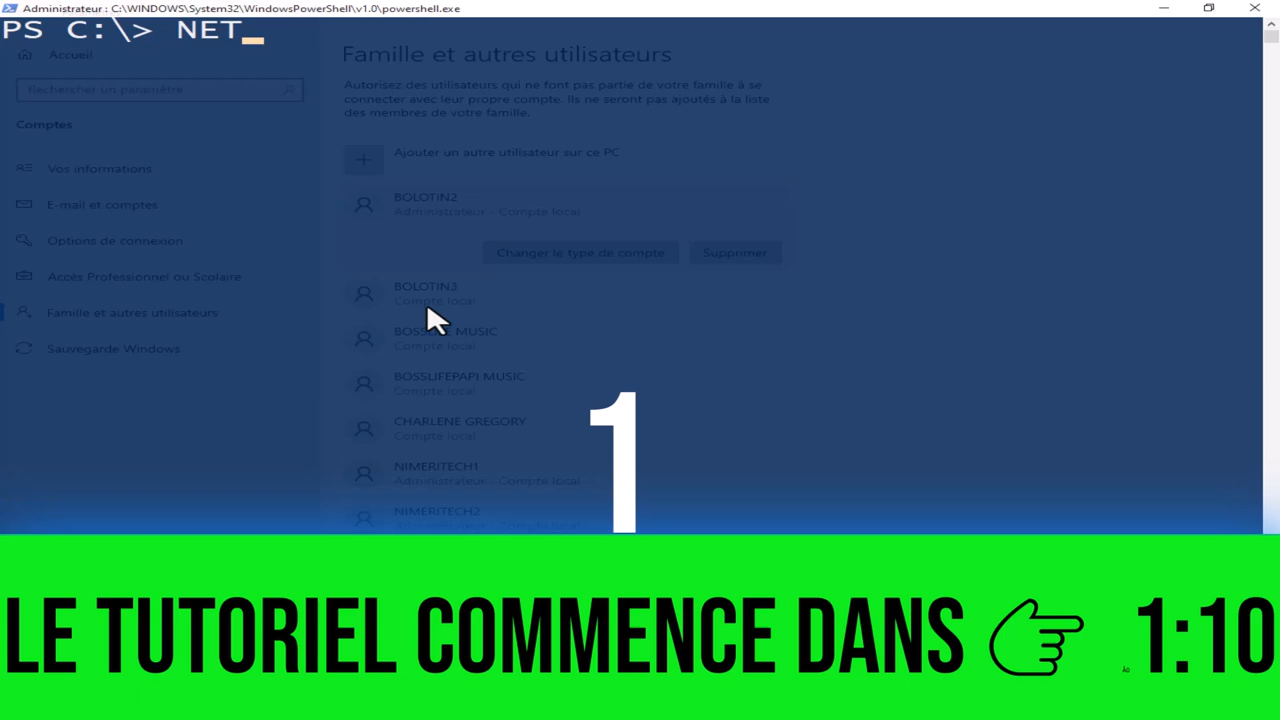 Administrateur : C:\WINDOWS\System32\WindowsPowerShell\v1.0\powershell.exe
PS C:\> NET_
Accueil
Rechercher un paramètre
Comptes
Vos informations
E-mail et comptes
Options de connexion
Accès Professionnel ou Scolaire
Famille et autres utilisateurs
Sauvegarde Windows
Famille et autres utilisateurs
Autorisez des utilisateurs qui ne font pas partie de votre famille à se
connecter avec leur propre compte. Ils ne seront pas ajoutés à la liste
des membres de votre famille.
Ajouter un autre utilisateur sur ce PC
BOLOTIN2
Administrateur - Compte local
Changer le type de compte
Supprimer
BOLOTIN3
Compte local
MUSIC
Compte local
BOSSLIFEPAPI MUSIC
Compte local
CHARLENE GREGORY
Compte local
NIMERITECH1
Administrateur - Compte local
NIMERITECH2
Administrateur - Compte local
1
LE TUTORIEL COMMENCE DANS 1:10